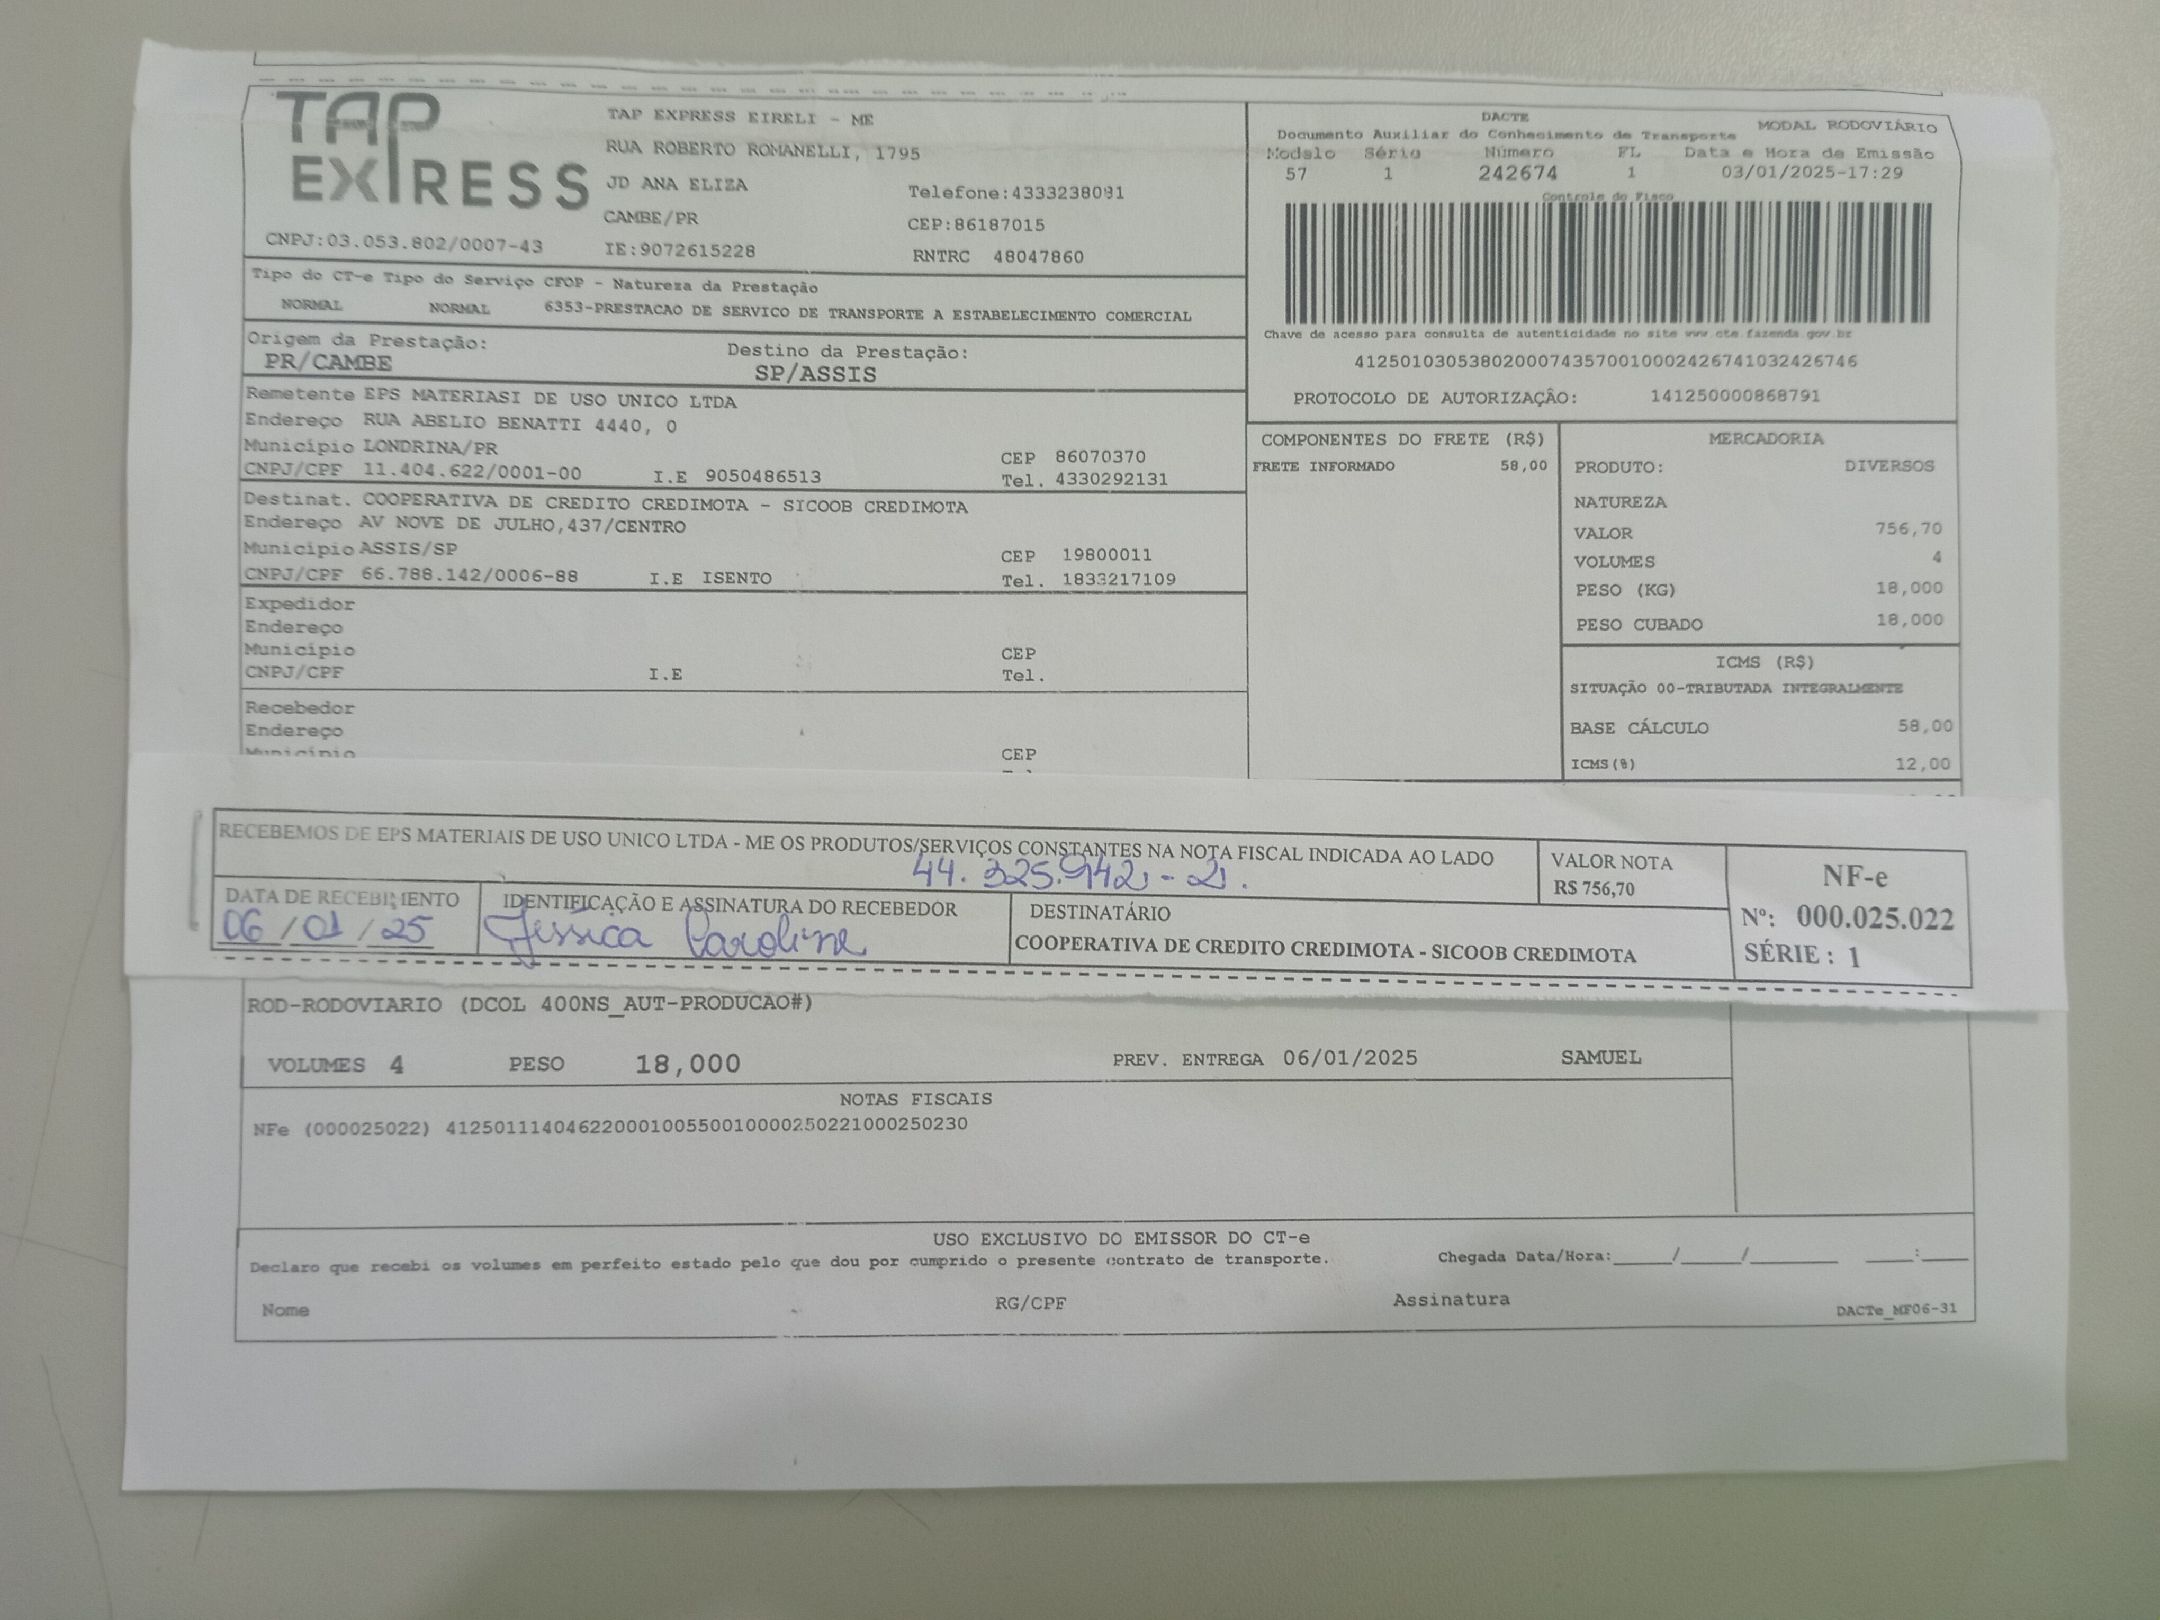 TAP EXPRESS
TAP EXPRESS EIRELI - ME
RUA ROBERTO ROMANELLI, 1795
JD ANA ELIZA
Telefone:4333238091
CAMBE/PR
CEP:86187015
CNPJ:03.053.802/0007-43
IE:9072615228
RNTRC 48047860
DACTE
Documento Auxiliar do Conhecimento de Transporte
MODAL RODOVIÁRIO
Modelo Série Número FL Data e Hora de Emissão
57 1 242674 1 03/01/2025-17:29
Controle do Fisco
Chave de acesso para consulta de autenticidade no site www.cte.fazenda.gov.br
41250103053802000743570010002426741032426746
PROTOCOLO DE AUTORIZAÇÂO: 141250000868791
Tipo do CT-e Tipo do Serviço CFOP - Natureza da Prestação
NORMAL NORMAL 6353-PRESTACAO DE SERVICO DE TRANSPORTE A ESTABELECIMENTO COMERCIAL
Origem da Prestação: Destino da Prestação:
PR/CAMBE SP/ASSIS
Remetente EPS MATERIASI DE USO UNICO LTDA
Endereço RUA ABELIO BENATTI 4440, 0
Município LONDRINA/PR CEP 86070370
CNPJ/CPF 11.404.622/0001-00 I.E 9050486513 Tel. 4330292131
Destinat. COOPERATIVA DE CREDITO CREDIMOTA - SICOOB CREDIMOTA
Endereço AV NOVE DE JULHO,437/CENTRO
Município ASSIS/SP CEP 19800011
CNPJ/CPF 66.788.142/0006-88 I.E ISENTO Tel. 1833217109
Expedidor
Endereço
Município CEP
CNPJ/CPF I.E Tel.
Recebedor
Endereço
Município CEP
COMPONENTES DO FRETE (R$)
FRETE INFORMADO 58,00
MERCADORIA
PRODUTO: DIVERSOS
NATUREZA
VALOR 756,70
VOLUMES 4
PESO (KG) 18,000
PESO CUBADO 18,000
ICMS (R$)
SITUAÇÃO 00-TRIBUTADA INTEGRALMENTE
BASE CÁLCULO 58,00
ICMS(%) 12,00
RECEBEMOS DE EPS MATERIAIS DE USO UNICO LTDA - ME OS PRODUTOS/SERVIÇOS CONSTANTES NA NOTA FISCAL INDICADA AO LADO
44.325.942-2.
VALOR NOTA
R$ 756,70
NF-e
Nº: 000.025.022
SÉRIE : 1
DATA DE RECEBIMENTO
06/01/25
IDENTIFICAÇÃO E ASSINATURA DO RECEBEDOR
Jéssica Caroline
DESTINATÁRIO
COOPERATIVA DE CREDITO CREDIMOTA - SICOOB CREDIMOTA
ROD-RODOVIARIO (DCOL 400NS_AUT-PRODUCAO#)
VOLUMES 4 PESO 18,000 PREV. ENTREGA 06/01/2025 SAMUEL
NOTAS FISCAIS
NFe (000025022) 41250111404622000100550010000250221000250230
USO EXCLUSIVO DO EMISSOR DO CT-e
Declaro que recebi os volumes em perfeito estado pelo que dou por cumprido o presente contrato de transporte. Chegada Data/Hora:____/____/______ ___:___
Nome RG/CPF Assinatura DACTe_MF06-31